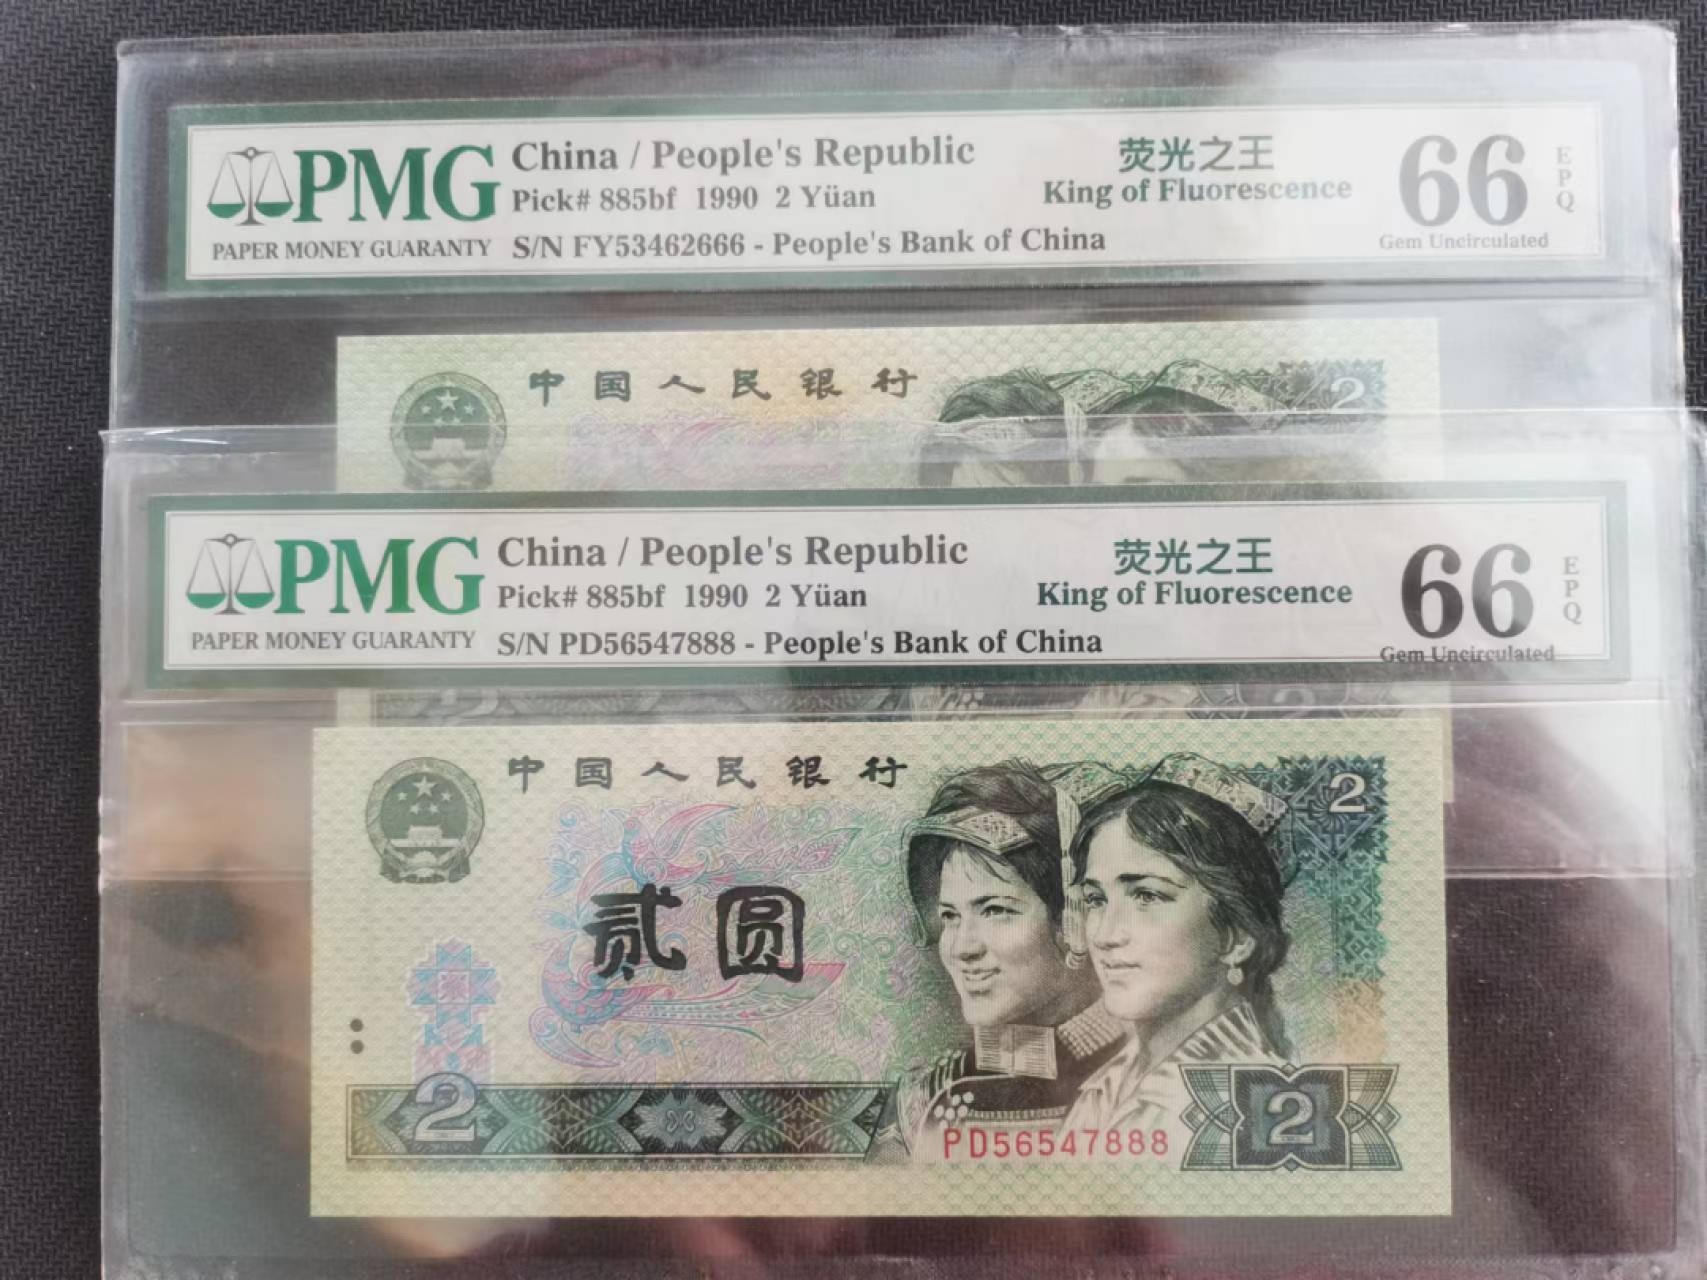 PMG
PAPER MONEY GUARANTY
China / People's Republic
Pick# 885bf 1990 2 Yüan
S/N FY53462666 - People's Bank of China
荧光之王
King of Fluorescence
66
EPQ
Gem Uncirculated
中国人民银行
2
PMG
PAPER MONEY GUARANTY
China / People's Republic
Pick# 885bf 1990 2 Yüan
S/N PD56547888 - People's Bank of China
荧光之王
King of Fluorescence
66
EPQ
Gem Uncirculated
2
2
中国人民银行
2
贰圆
2
PD56547888
2